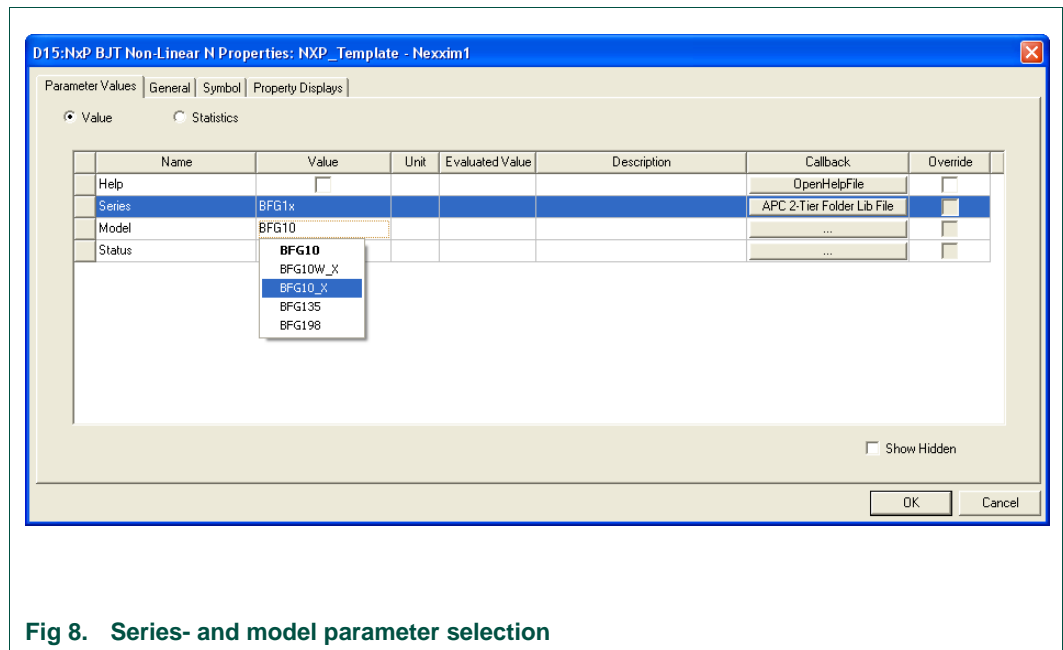 D15:NxP BJT Non-Linear N Properties: NXP_Template - Nexxim1
Parameter Values General Symbol Property Displays
Value Statistics
Name Value Unit Evaluated Value Description Callback Override
Help OpenHelpFile
Series BFG1x APC 2-Tier Folder Lib File
Model BFG10 ...
Status ...
BFG10
BFG10W_X
BFG10_X
BFG135
BFG198
Show Hidden
OK Cancel
Fig 8. Series- and model parameter selection